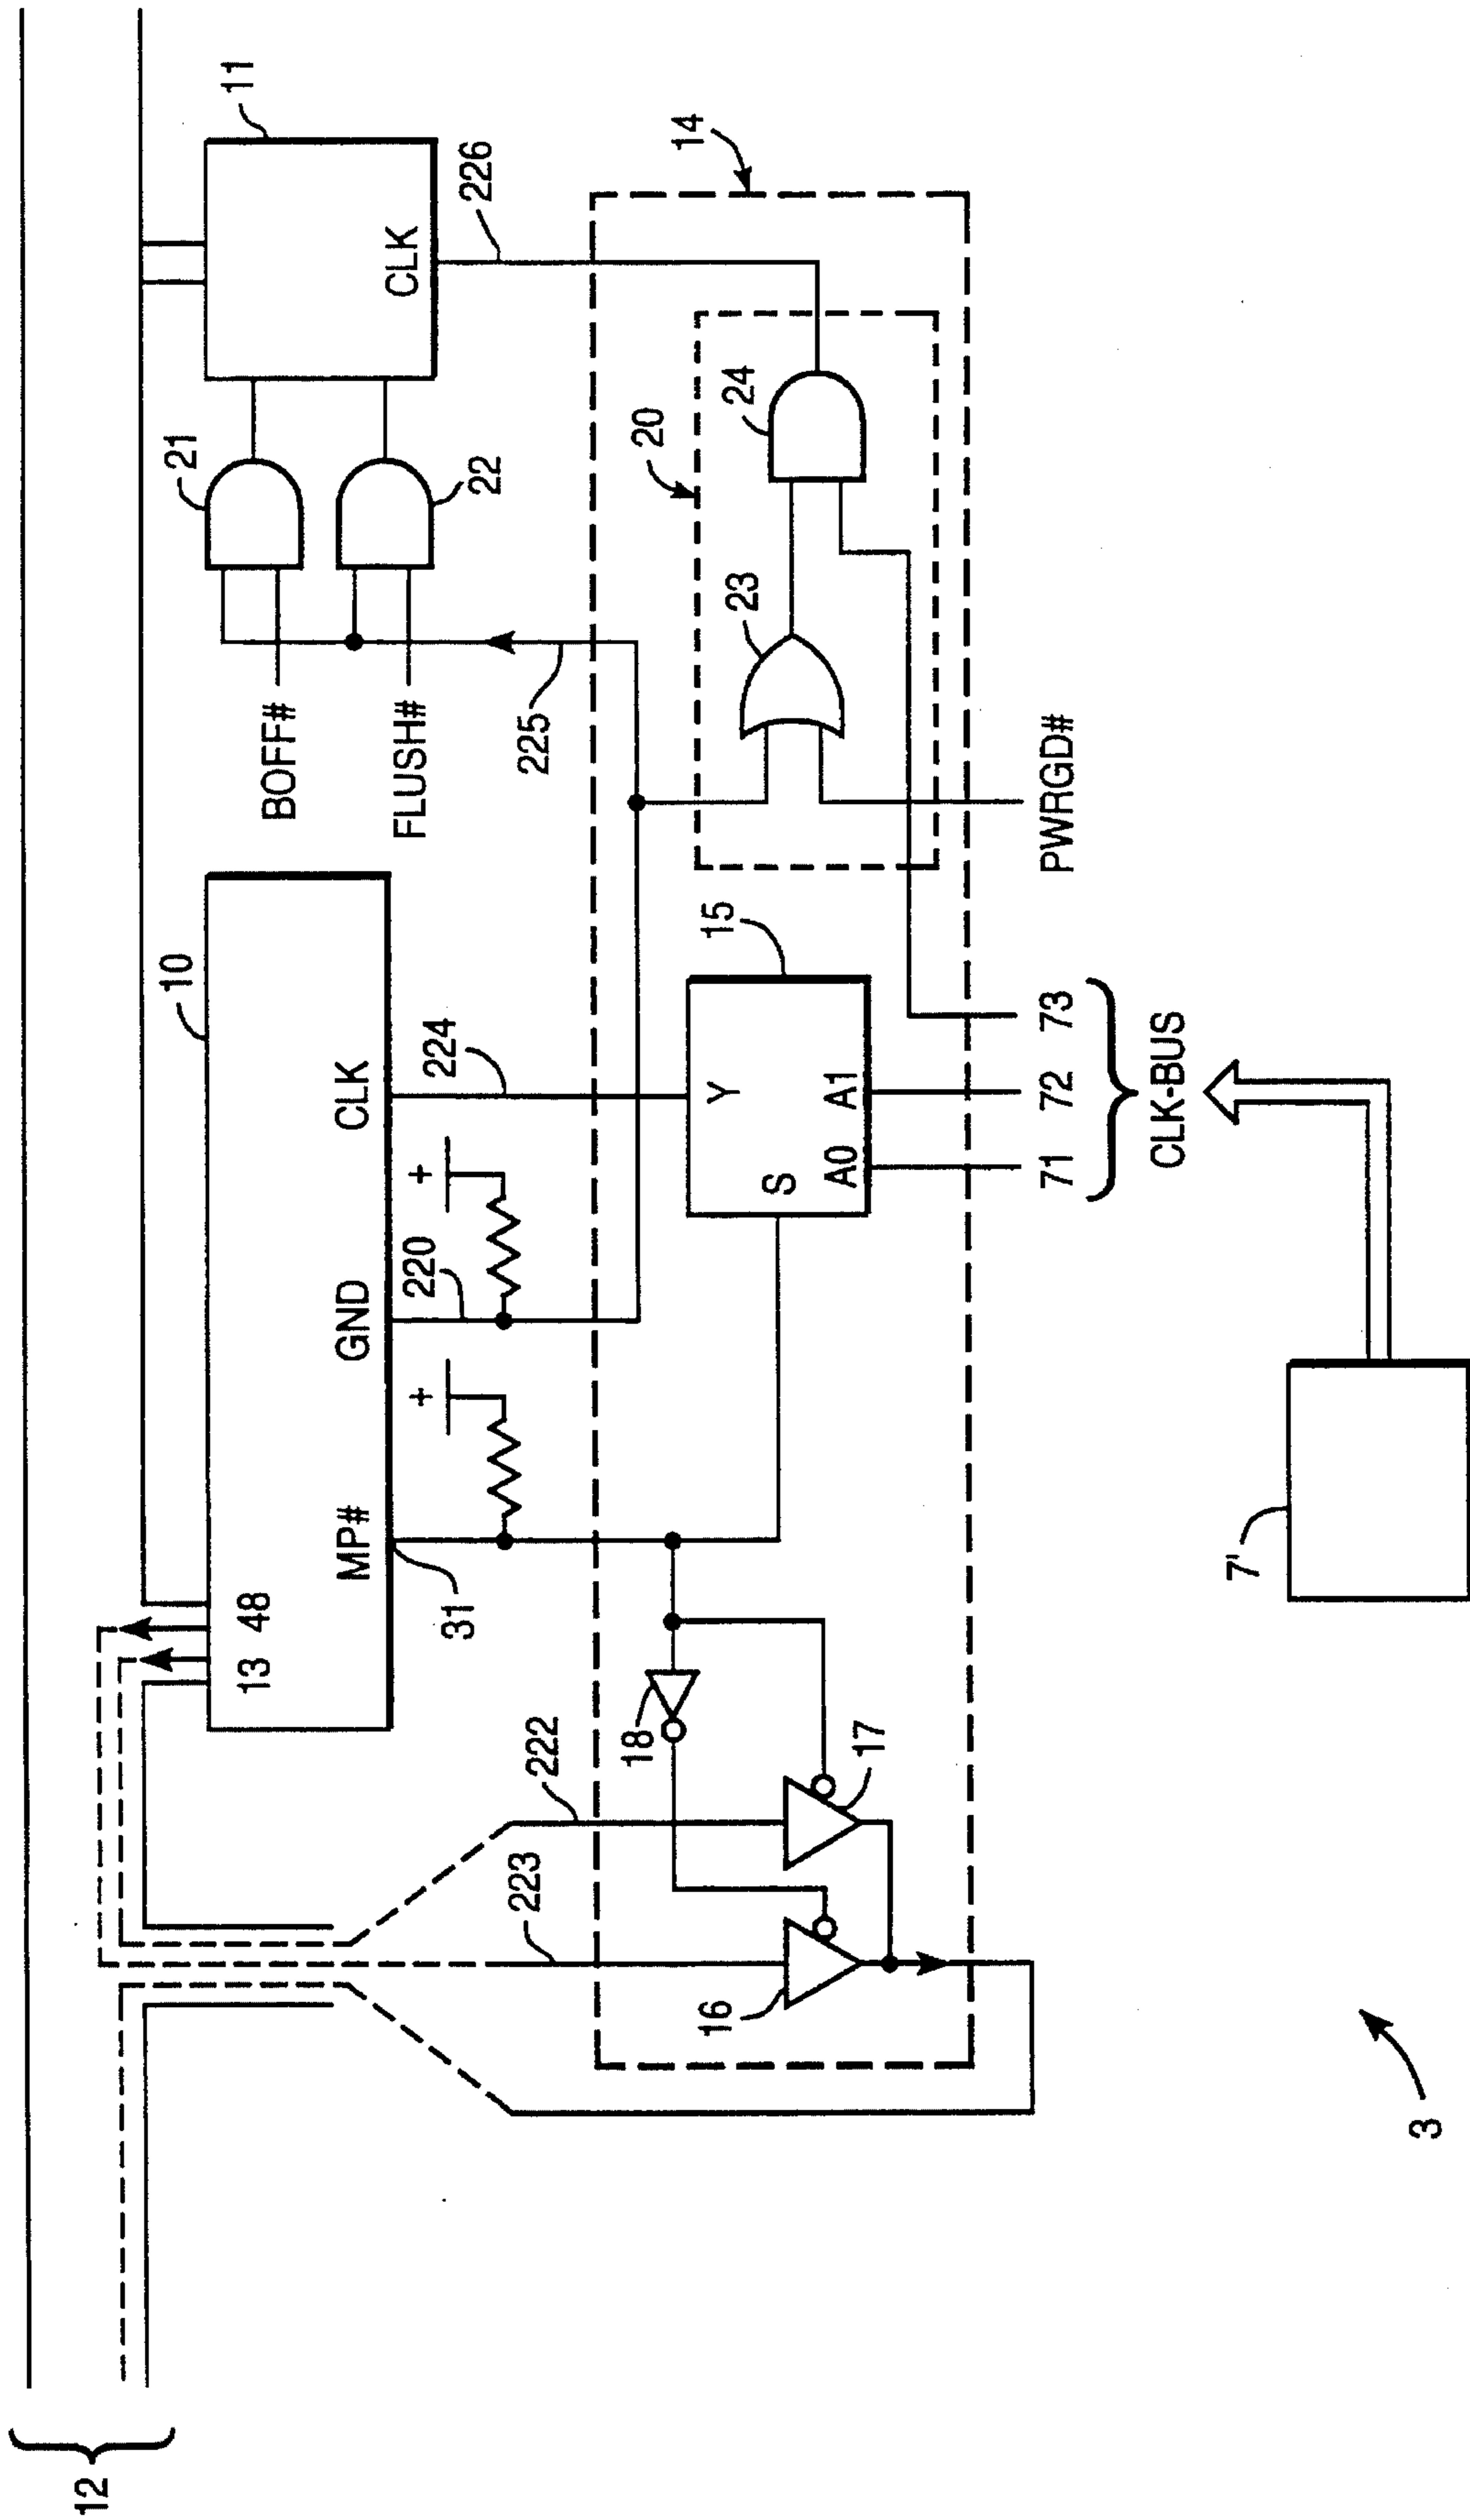 12
10
11
13 48
MP#
GND
CLK
CLK
31
220
224
21
22
BOFF#
FLUSH#
225
226
+
+
223
222
18
16
17
S
Y
A0
A1
15
20
23
24
14
71 72 73
PWRGD#
CLK-BUS
7'
3